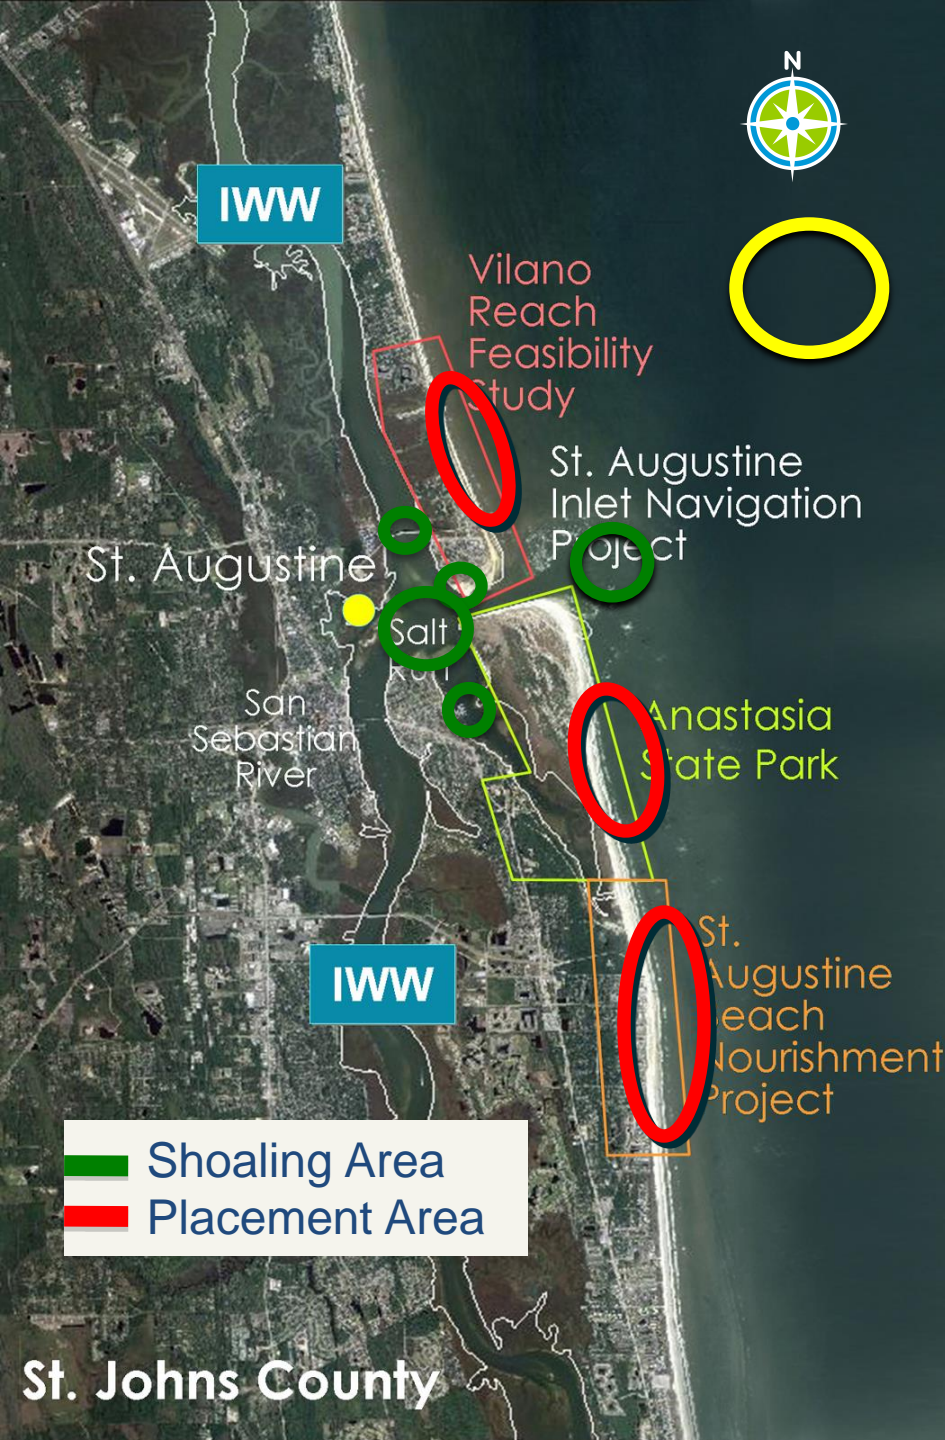 N
IWW
Vilano
Reach
Feasibility
Study
St. Augustine
Inlet Navigation
Project
St. Augustine
Salt
Run
San
Sebastian
River
Anastasia
State Park
IWW
St.
Augustine
Beach
Nourishment
Project
Shoaling Area
Placement Area
St. Johns County